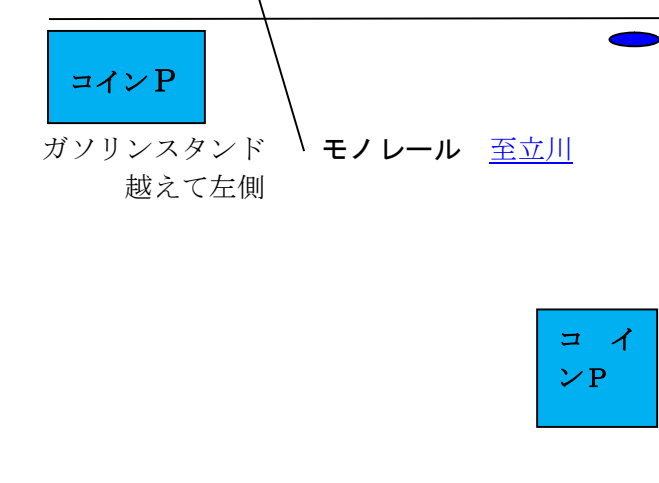 コインＰ
ガソリンスタンド
越えて左側
モノレール　至立川
コ　イ
ンＰ